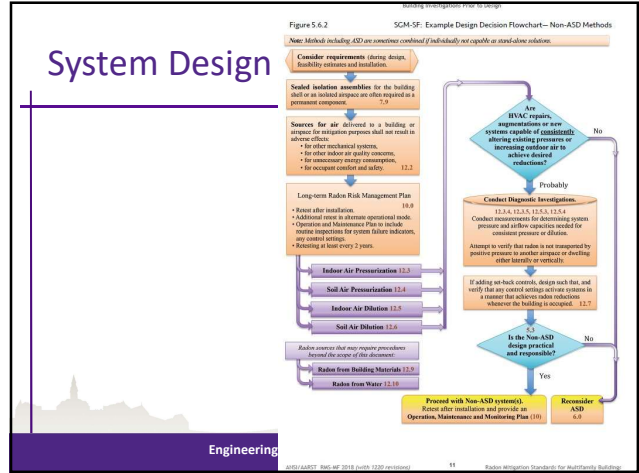 Building Investigations Prior to Design
System Design
Figure 5.6.2 SGM-SF: Example Design Decision Flowchart— Non-ASD Methods
Note: Methods including ASD are sometimes combined if individually not capable as stand-alone solutions.
Consider requirements (during design,
feasibility estimates and installation.
Sealed isolation assemblies for the building
shell or an isolated airspace are often required as a
permanent component. 7.9
Sources for air delivered to a building or
airspace for mitigation purposes shall not result in
adverse effects:
• for other mechanical systems,
• for other indoor air quality concerns,
• for unnecessary energy consumption,
• for occupant comfort and safety. 12.2
Long-term Radon Risk Management Plan
10.0
• Retest after installation.
• Additional retest in alternate operational mode.
• Operation and Maintenance Plan to include
routine inspections for system failure indicators,
any control settings.
• Retesting at least every 2 years.
Indoor Air Pressurization 12.3
Soil Air Pressurization 12.4
Indoor Air Dilution 12.5
Soil Air Dilution 12.6
Radon sources that may require procedures
beyond the scope of this document:
Radon from Building Materials 12.9
Radon from Water 12.10
Are
HVAC repairs,
augmentations or new
systems capable of consistently
altering existing pressures or
increasing outdoor air to
achieve desired
reductions?
No
Probably
Conduct Diagnostic Investigations.
12.3.4, 12.3.5, 12.5.3, 12.5.4
Conduct measurements for determining system
pressure and airflow capacities needed for
consistent pressure or dilution.
Attempt to verify that radon is not transported by
positive pressure to another airspace or dwelling
either laterally or vertically.
If adding set-back controls, design such that, and
verify that any control settings activate systems in
a manner that achieves radon reductions
whenever the building is occupied. 12.7
5.3
Is the Non-ASD
design practical
and responsible?
No
Yes
Proceed with Non-ASD system(s).
Retest after installation and provide an
Operation, Maintenance and Monitoring Plan (10)
Reconsider
ASD
6.0
Engineering
ANSI/AARST RMS-MF 2018 (with 1220 revisions) 11 Radon Mitigation Standards for Multifamily Buildings